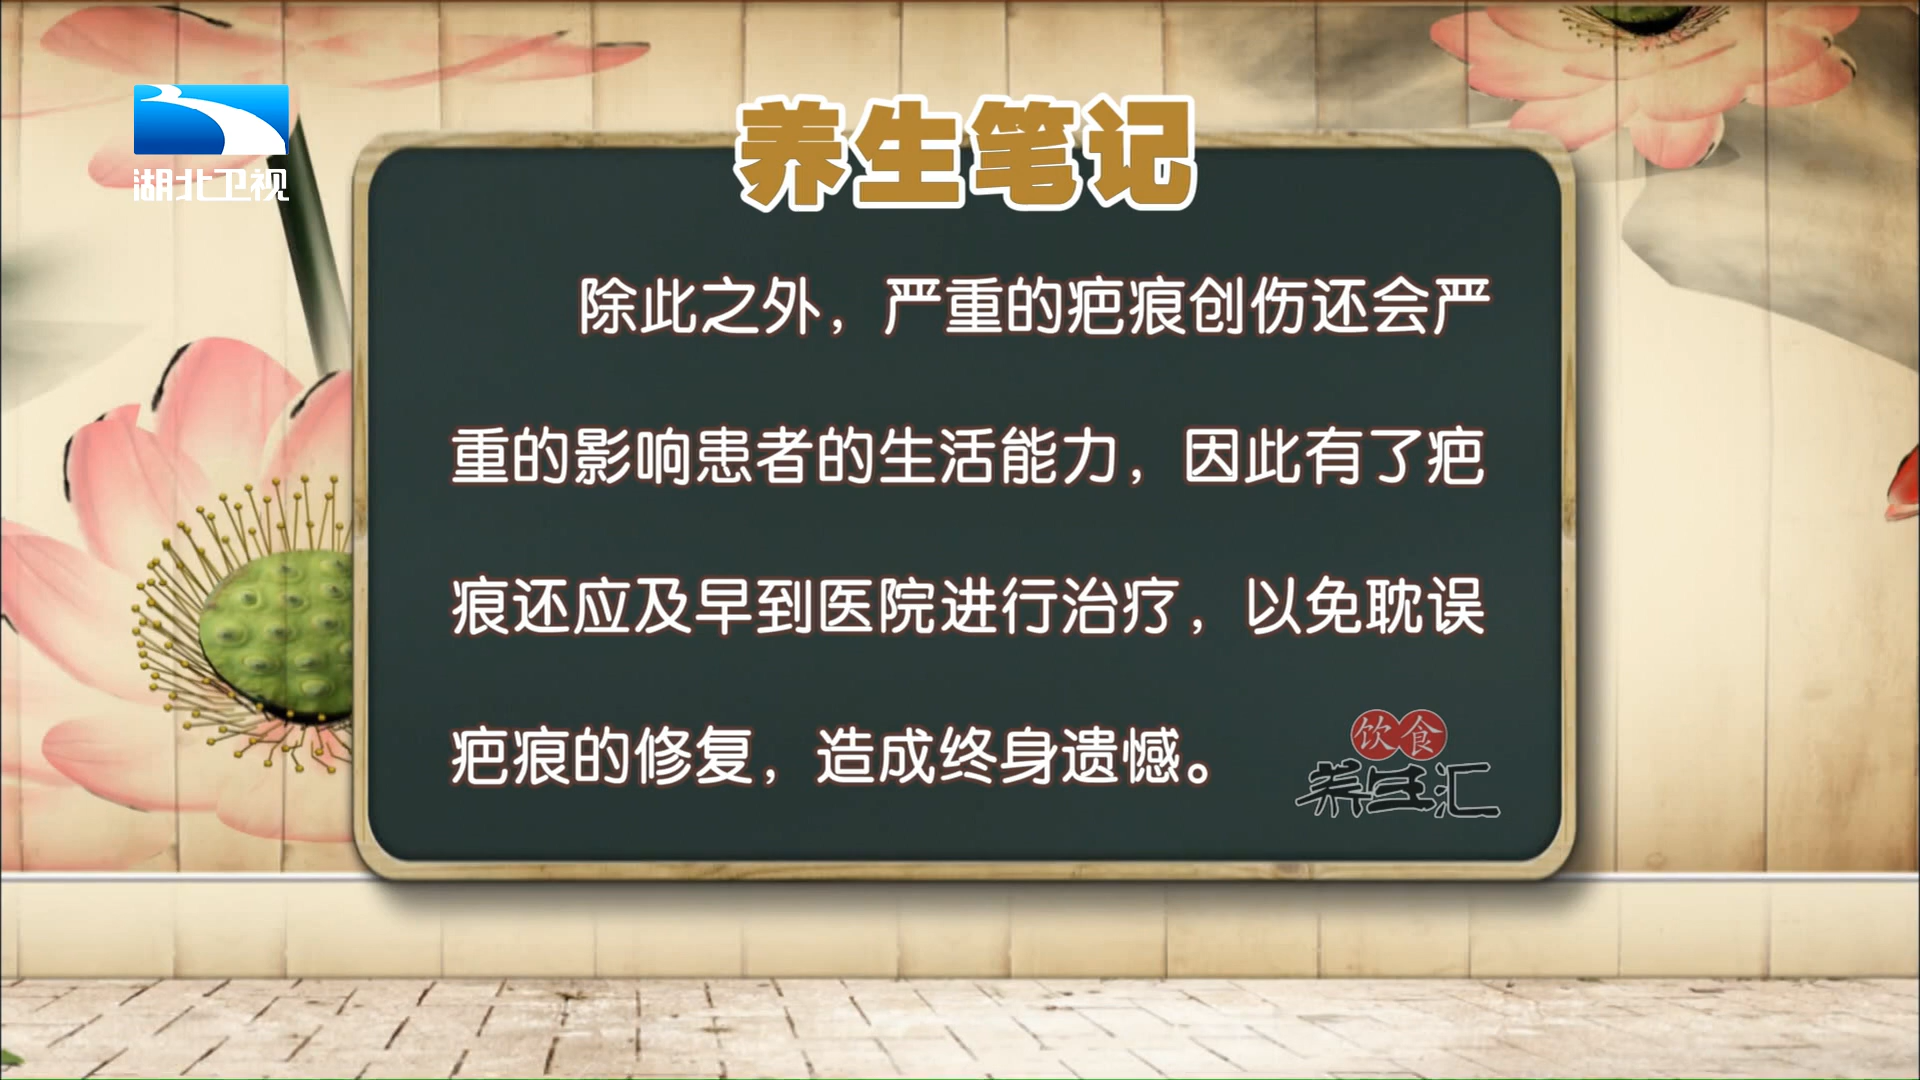 湖北卫视
养生笔记
除此之外，严重的疤痕创伤还会严
重的影响患者的生活能力，因此有了疤
痕还应及早到医院进行治疗，以免耽误
疤痕的修复，造成终身遗憾。
饮食
养生汇